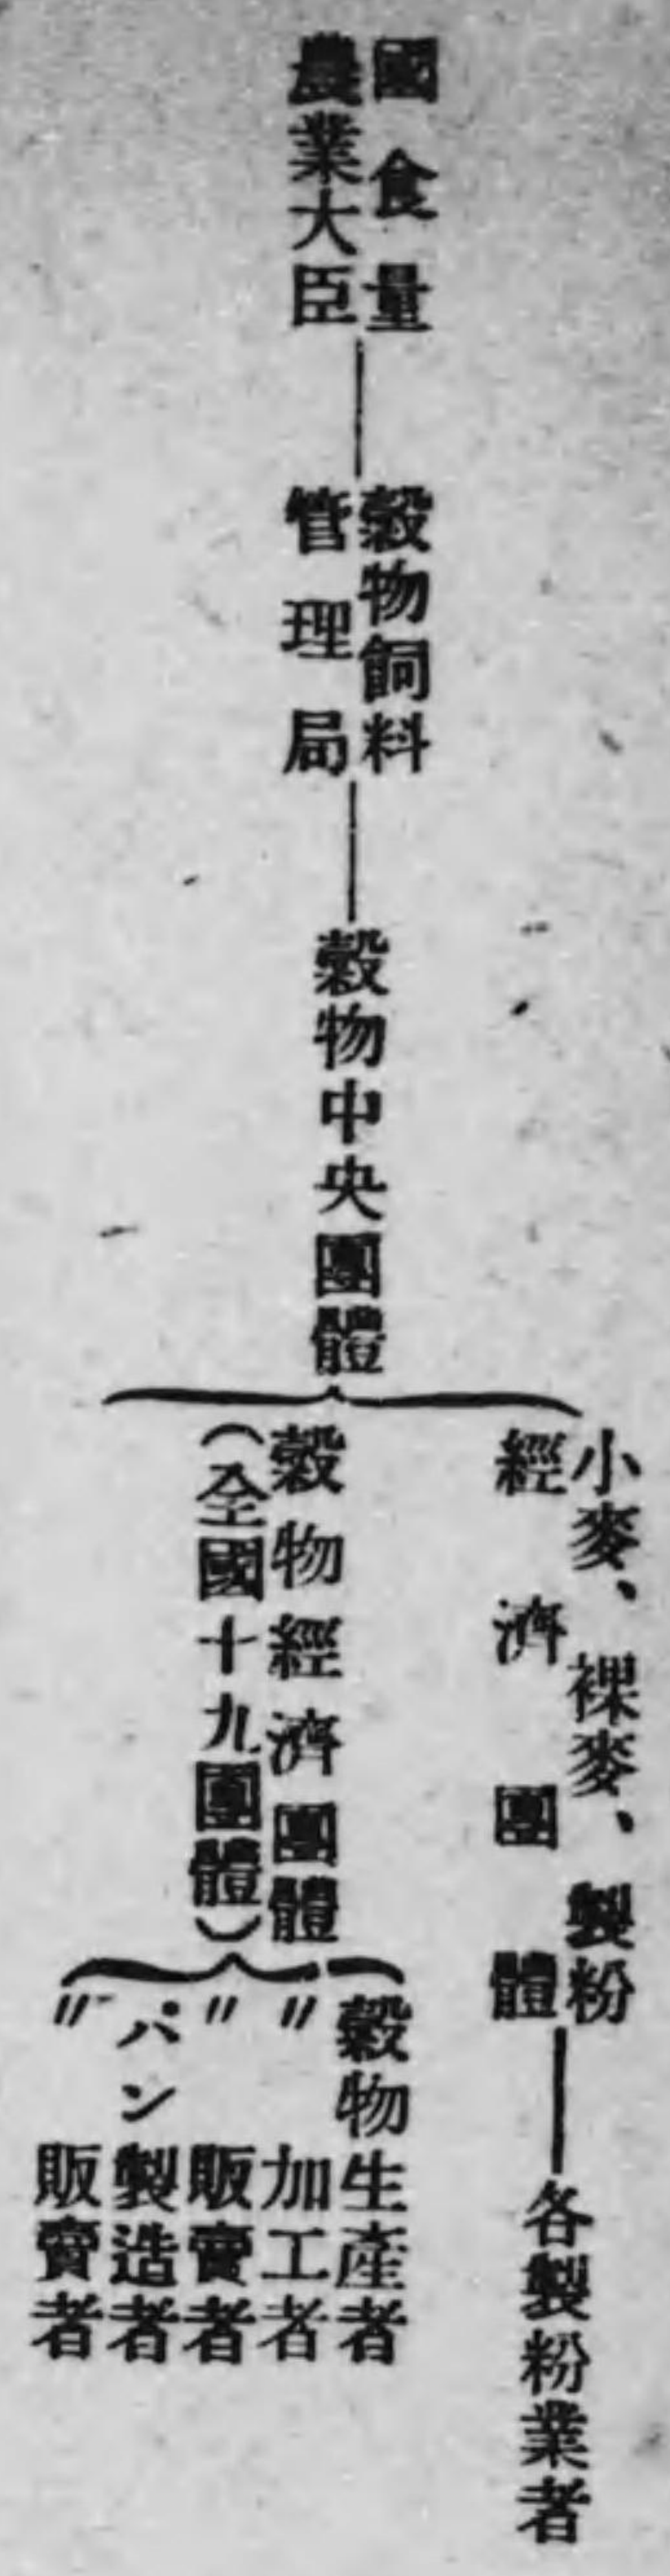 國食量
農業大臣
穀物飼料
管理局
穀物中央團體
小麥、裸麥、製粉
經濟團體
各製粉業者
穀物經濟團體
(全國十九團體)
穀物生產者
〃加工者
〃販賣者
パン製造者
〃販賣者